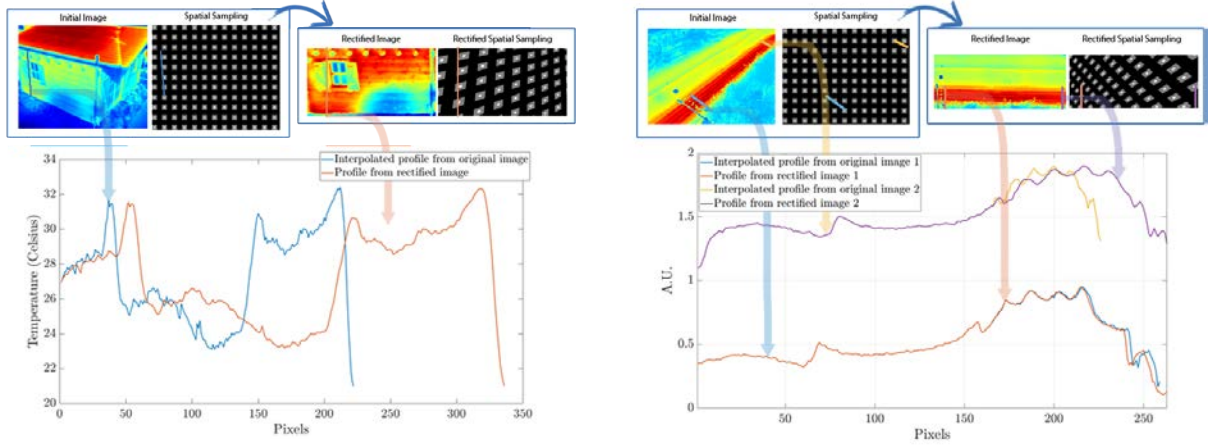 Initial Image
Spatial Sampling
Rectified Image
Rectified Spatial Sampling
34
32
30
28
26
24
22
20
Temperature (Celsius)
Interpolated profile from original image
Profile from rectified image
0
50
100
150
200
250
300
350
Pixels
Initial Image
Spatial Sampling
Rectified Image
Rectified Spatial Sampling
2
1.5
1
0.5
0
A.U.
Interpolated profile from original image 1
Profile from rectified image 1
Interpolated profile from original image 2
Profile from rectified image 2
50
100
150
200
250
Pixels